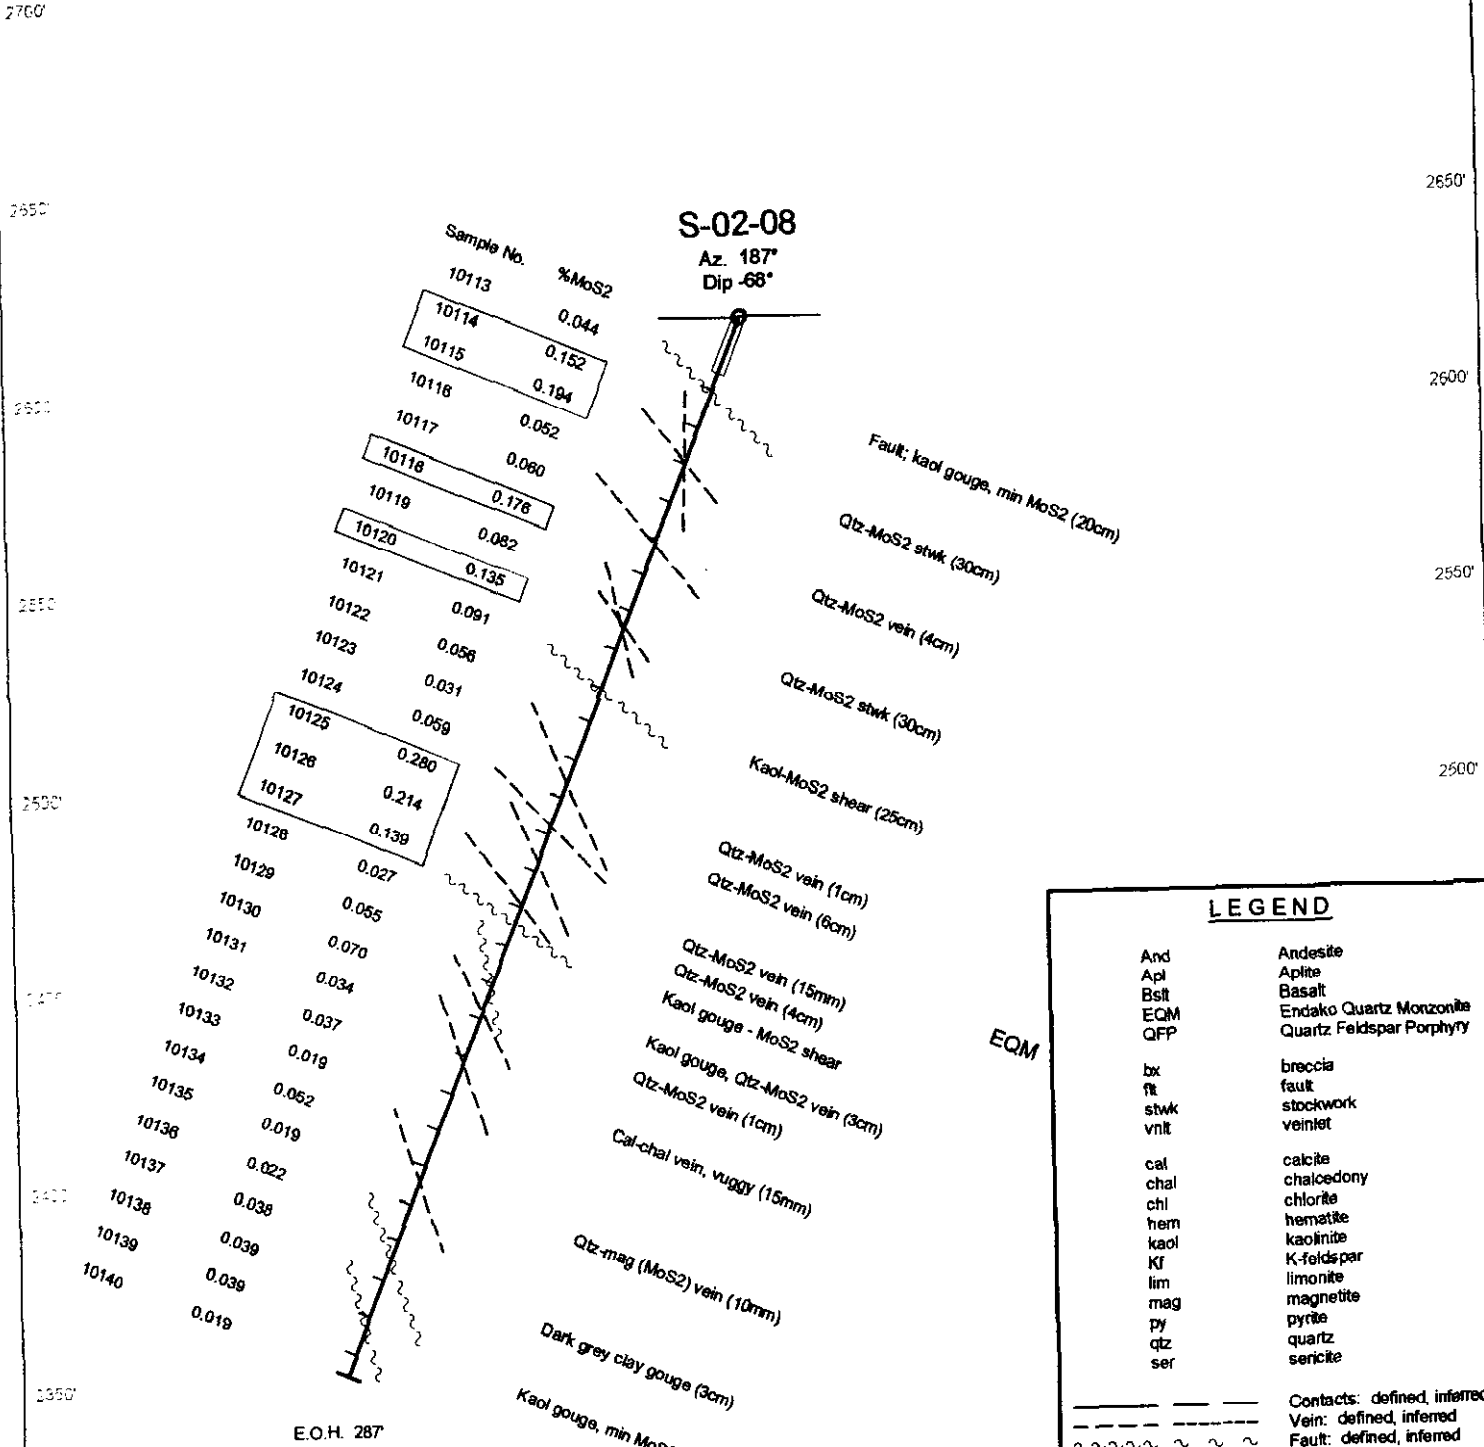 2700'
2650'
2650'
S-02-08
Az. 187°
Dip -68°
Sample No. %MoS2
10113 0.044
10114 0.152
10115 0.194
10116 0.052
10117 0.060
10118 0.176
10119 0.082
10120 0.135
10121 0.091
10122 0.056
10123 0.031
10124 0.059
10125 0.280
10126 0.214
10127 0.139
10128 0.027
10129 0.055
10130 0.070
10131 0.034
10132 0.037
10133 0.019
10134 0.052
10135 0.019
10136 0.022
10137 0.038
10138 0.039
10139 0.039
10140 0.019
2600'
2600'
2550'
2550'
2500'
2500'
2400'
2350'
Fault; kaol gouge, min MoS2 (20cm)
Qtz-MoS2 stwk (30cm)
Qtz-MoS2 vein (4cm)
Qtz-MoS2 stwk (30cm)
Kaol-MoS2 shear (25cm)
Qtz-MoS2 vein (1cm)
Qtz-MoS2 vein (6cm)
Qtz-MoS2 vein (15mm)
Qtz-MoS2 vein (4cm)
Kaol gouge - MoS2 shear
Kaol gouge, Qtz-MoS2 vein (3cm)
Qtz-MoS2 vein (1cm)
Cal-chal vein, vuggy (15mm)
Qtz-mag (MoS2) vein (10mm)
Dark grey clay gouge (3cm)
Kaol gouge, min
E.O.H. 287'
EQM
LEGEND
And Andesite
Apl Aplite
Bslt Basalt
EQM Endako Quartz Monzonite
QFP Quartz Feldspar Porphyry
bx breccia
flt fault
stwk stockwork
vnlt veinlet
cal calcite
chal chalcedony
chl chlorite
hem hematite
kaol kaolinite
Kf K-feldspar
lim limonite
mag magnetite
py pyrite
qtz quartz
ser sericite
Contacts: defined, inferred
Vein: defined, inferred
Fault: defined, inferred